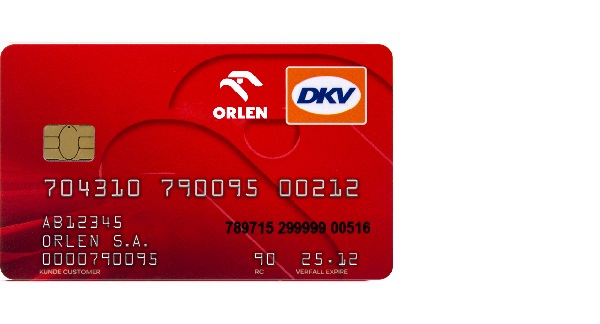 ORLEN
DKV
704310 790095 00212
AB12345
789715 299999 00516
ORLEN S.A.
0000790095 90 25.12
KUNDE CUSTOMER RC VERFALL EXPIRE